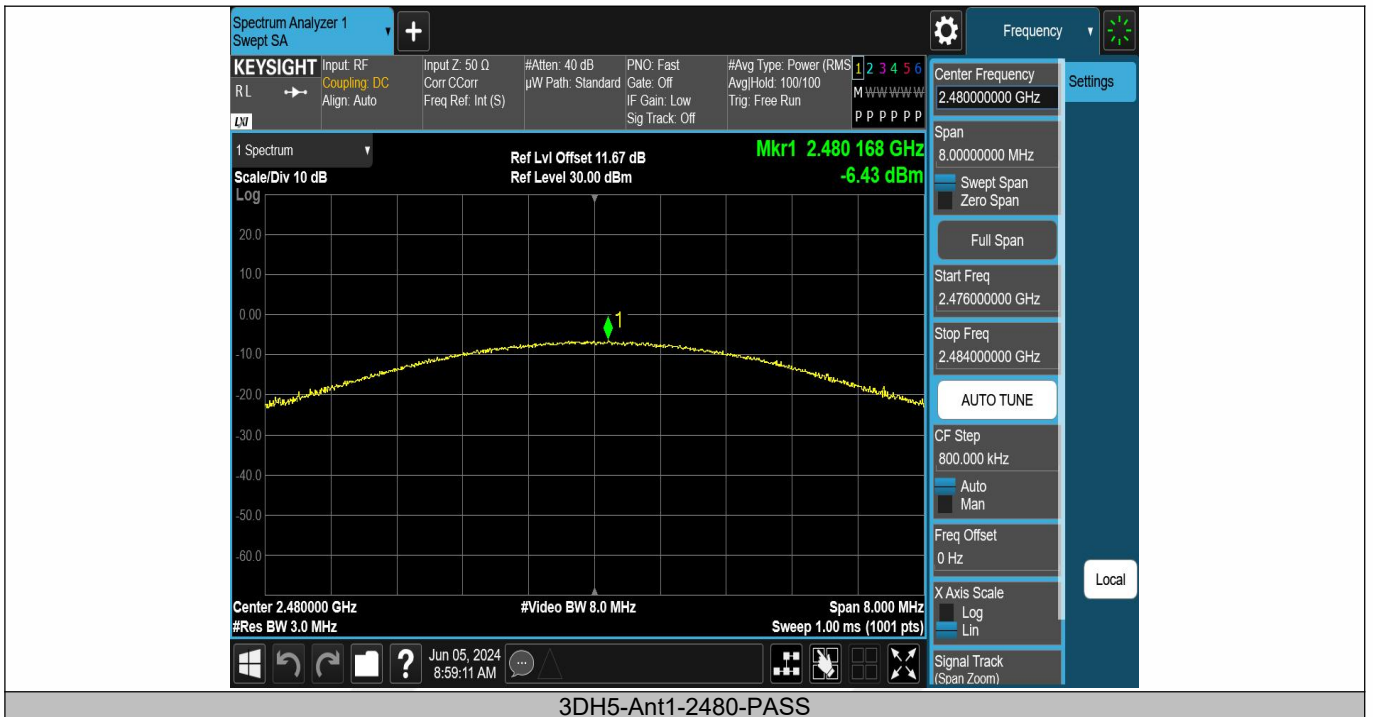 Spectrum Analyzer 1
Swept SA
Frequency
KEYSIGHT
RL
LXI
Input: RF
Coupling: DC
Align: Auto
Input Z: 50 Ω
Corr CCorr
Freq Ref: Int (S)
#Atten: 40 dB
µW Path: Standard
PNO: Fast
Gate: Off
IF Gain: Low
Sig Track: Off
#Avg Type: Power (RMS
Avg|Hold: 100/100
Trig: Free Run
1 2 3 4 5 6
M W W W W W
P P P P P P
1 Spectrum
Scale/Div 10 dB
Log
Ref Lvl Offset 11.67 dB
Ref Level 30.00 dBm
Mkr1 2.480 168 GHz
-6.43 dBm
20.0
10.0
0.00
-10.0
-20.0
-30.0
-40.0
-50.0
-60.0
1
Center 2.480000 GHz
#Res BW 3.0 MHz
#Video BW 8.0 MHz
Span 8.000 MHz
Sweep 1.00 ms (1001 pts)
Jun 05, 2024
8:59:11 AM
Center Frequency
2.480000000 GHz
Settings
Span
8.00000000 MHz
Swept Span
Zero Span
Full Span
Start Freq
2.476000000 GHz
Stop Freq
2.484000000 GHz
AUTO TUNE
CF Step
800.000 kHz
Auto
Man
Freq Offset
0 Hz
X Axis Scale
Log
Lin
Local
Signal Track
(Span Zoom)
3DH5-Ant1-2480-PASS